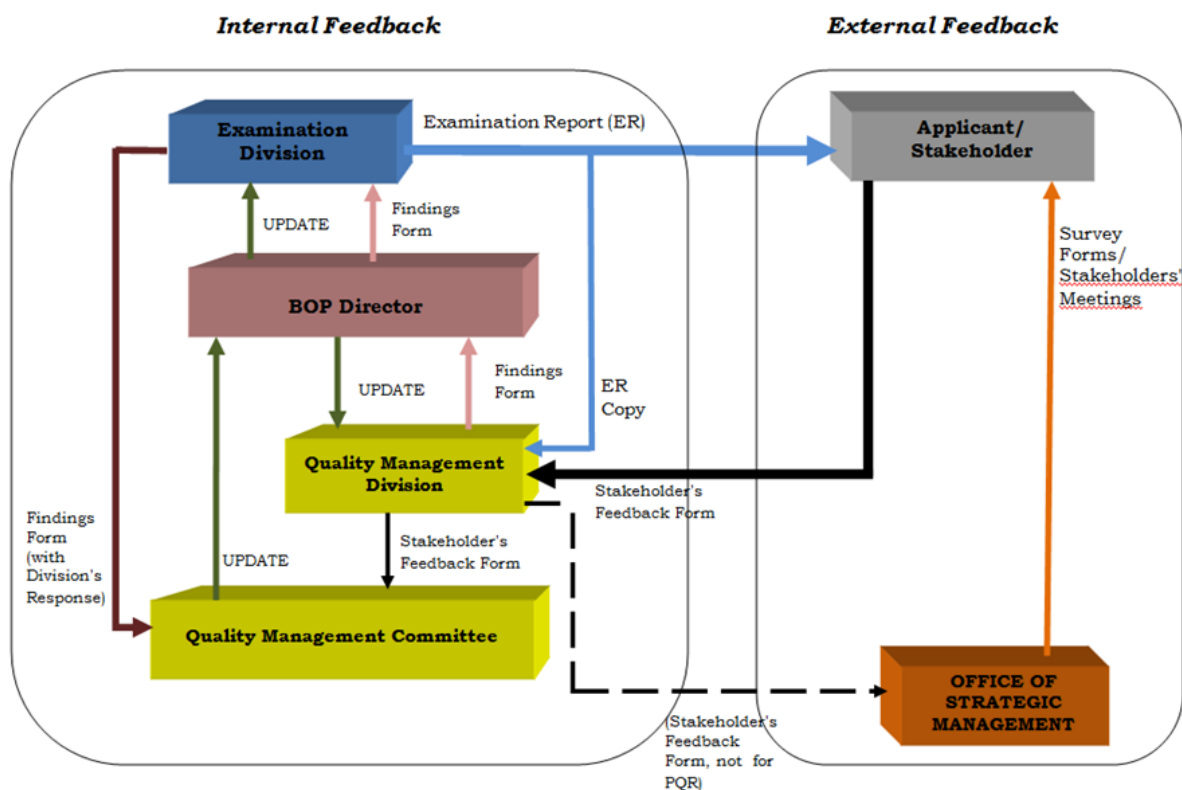 Internal Feedback
External Feedback
Examination
Division
Examination Report (ER)
Applicant/
Stakeholder
UPDATE
Findings
Form
Survey
Forms/
Stakeholders'
Meetings
BOP Director
UPDATE
Findings
Form
ER
Copy
Quality Management
Division
Stakeholder's
Feedback Form
Findings
Form
(with
Division's
Response)
UPDATE
Stakeholder's
Feedback Form
Quality Management Committee
OFFICE OF
STRATEGIC
MANAGEMENT
(Stakeholder's
Feedback
Form, not for
PQR)